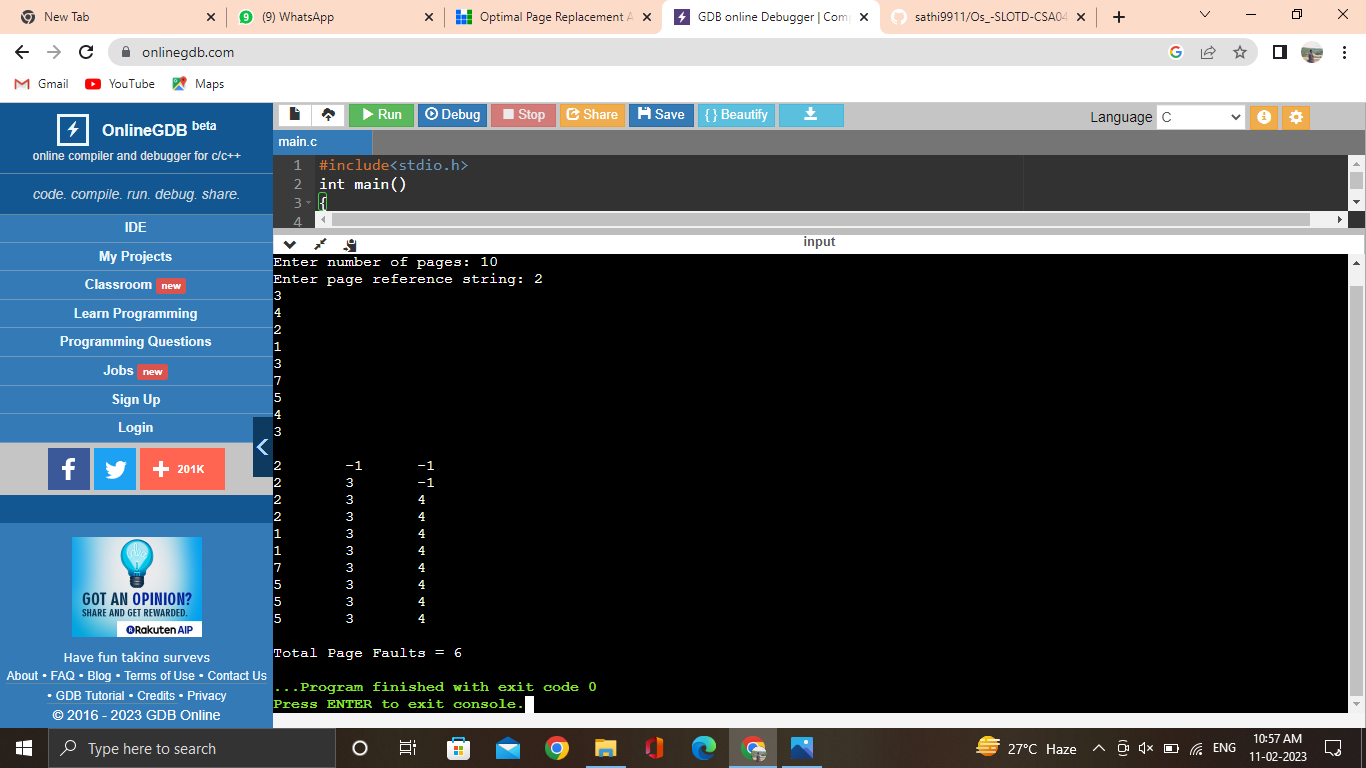 New Tab
(9) WhatsApp
Optimal Page Replacement A
GDB online Debugger | Comp
sathi9911/Os_-SLOTD-CSA04
onlinegdb.com
Gmail YouTube Maps
OnlineGDB beta
online compiler and debugger for c/c++
code. compile. run. debug. share.
IDE
My Projects
Classroom new
Learn Programming
Programming Questions
Jobs new
Sign Up
Login
f + 201K
GOT AN OPINION?
SHARE AND GET REWARDED.
Rakuten AIP
Have fun taking surveys
About • FAQ • Blog • Terms of Use • Contact Us
• GDB Tutorial • Credits • Privacy
© 2016 - 2023 GDB Online
Run Debug Stop Share Save { } Beautify
Language C
main.c
1 #include<stdio.h>
2 int main()
3 {
4
input
Enter number of pages: 10
Enter page reference string: 2
3
4
2
1
3
7
5
4
3
2 -1 -1
2 3 -1
2 3 4
2 3 4
1 3 4
1 3 4
7 3 4
5 3 4
5 3 4
5 3 4
Total Page Faults = 6
...Program finished with exit code 0
Press ENTER to exit console.
Type here to search
27°C Haze
ENG
10:57 AM
11-02-2023